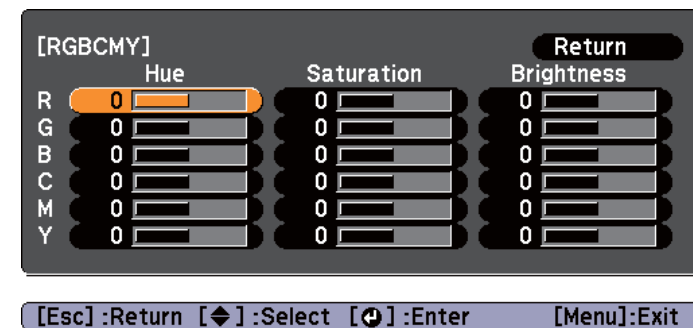 [RGBCMY] Return
Hue Saturation Brightness
R 0 0 0
G 0 0 0
B 0 0 0
C 0 0 0
M 0 0 0
Y 0 0 0
[Esc] :Return [◆] :Select [↵] :Enter [Menu]:Exit